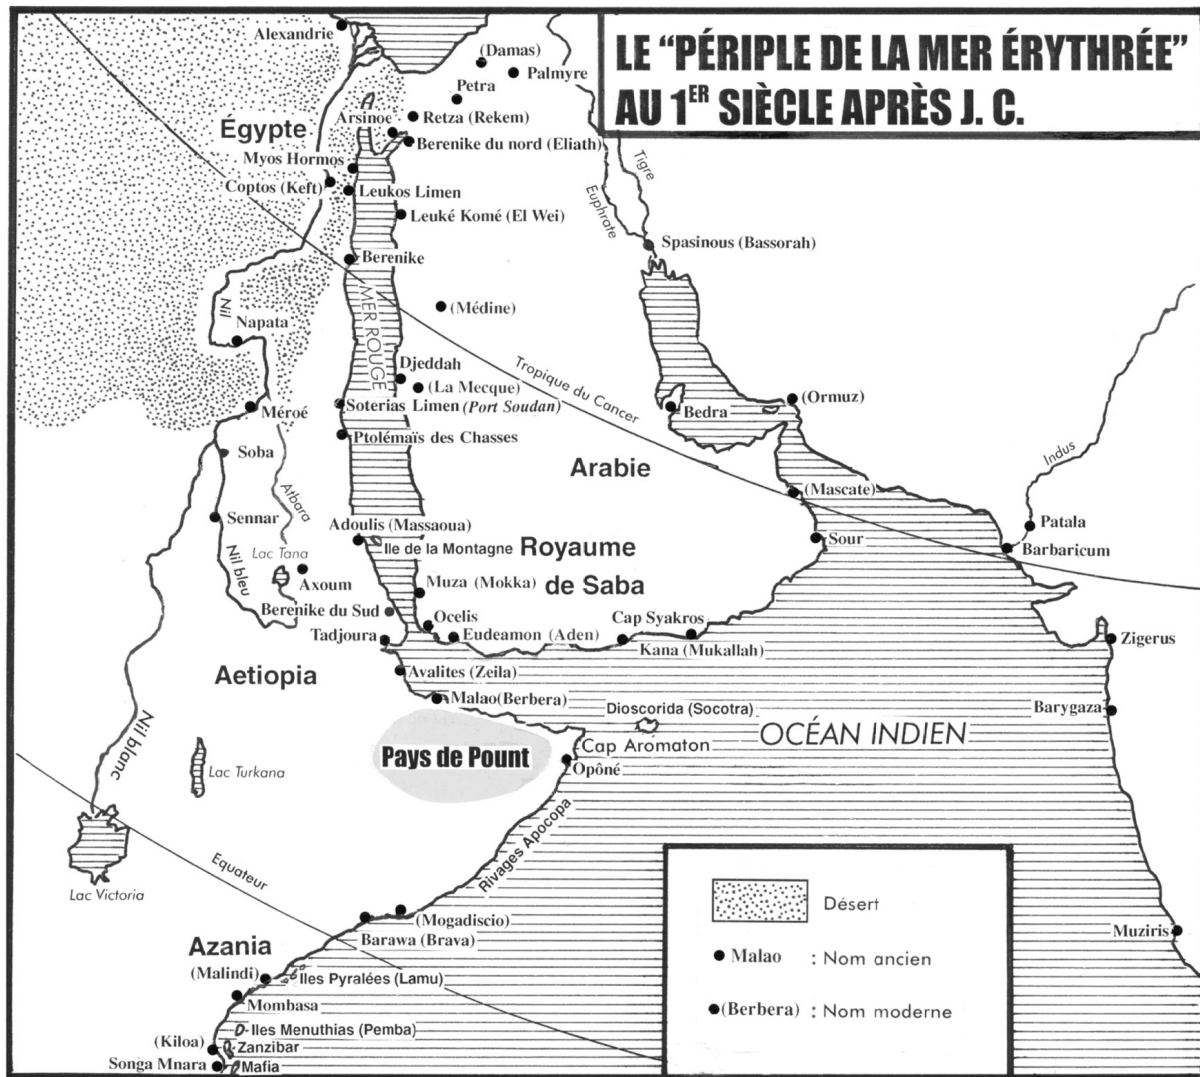 LE "PÉRIPLE DE LA MER ÉRYTHRÉE"
AU 1ER SIÈCLE APRÈS J. C.
Alexandrie
(Damas)
Palmyre
Petra
Arsinoe
Retza (Rekem)
Égypte
Berenike du nord (Eliath)
Myos Hormos
Tigre
Coptos (Keft)
Leukos Limen
Euphrate
Leuké Komé (El Wei)
Spasinous (Bassorah)
Berenike
MER ROUGE
Nil
(Médine)
Napata
Djeddah
(La Mecque)
Tropique du Cancer
(Ormuz)
Méroé
Soterias Limen (Port Soudan)
Bedra
Ptolémaïs des Chasses
Soba
Arabie
Indus
Atbara
(Mascate)
Sennar
Adoulis (Massaoua)
Patala
Sour
Ile de la Montagne
Royaume
de Saba
Barbaricum
Lac Tana
Nil bleu
Axoum
Muza (Mokka)
Berenike du Sud
Ocelis
Cap Syakros
Tadjoura
Eudeamon (Aden)
Kana (Mukallah)
Zigerus
Aetiopia
Avalites (Zeila)
Malao(Berbera)
Dioscorida (Socotra)
Barygaza
OCÉAN INDIEN
Nil blanc
Pays de Pount
Cap Aromaton
Lac Turkana
Opôné
Rivages Apocopa
Equateur
Lac Victoria
Désert
(Mogadiscio)
Barawa (Brava)
Muziris
Azania
Malao : Nom ancien
(Malindi)
Iles Pyralées (Lamu)
Mombasa
(Berbera) : Nom moderne
Iles Menuthias (Pemba)
(Kiloa)
Zanzibar
Songa Mnara
Mafia